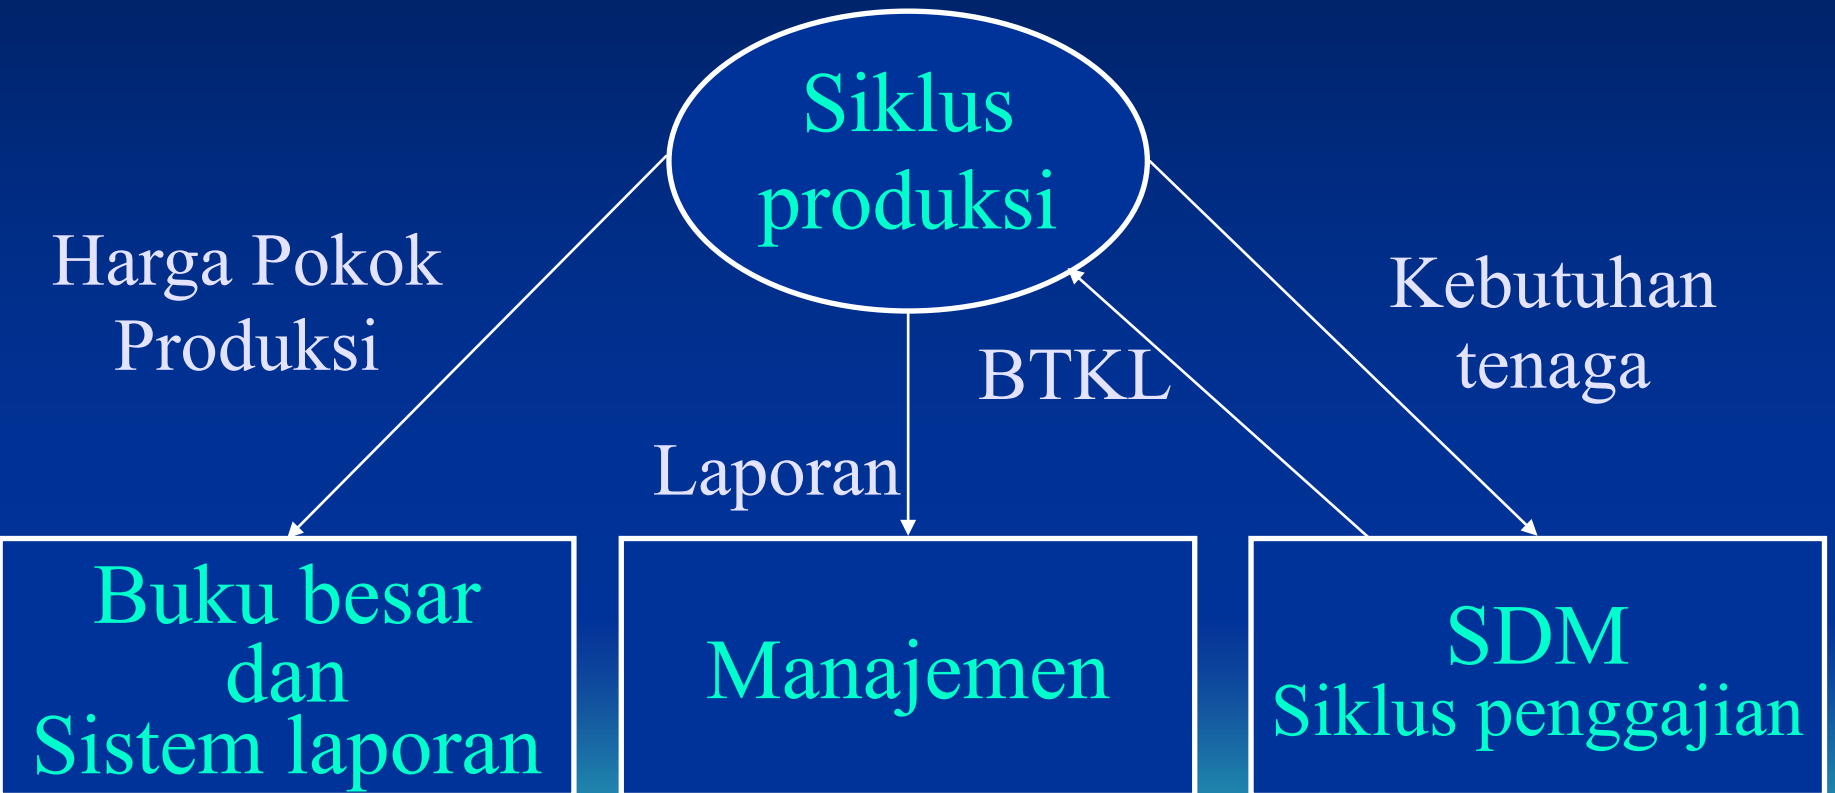 Siklus
produksi
Harga Pokok
Produksi
Kebutuhan
tenaga
BTKL
Laporan
Buku besar
dan
Sistem laporan
Manajemen
SDM
Siklus penggajian